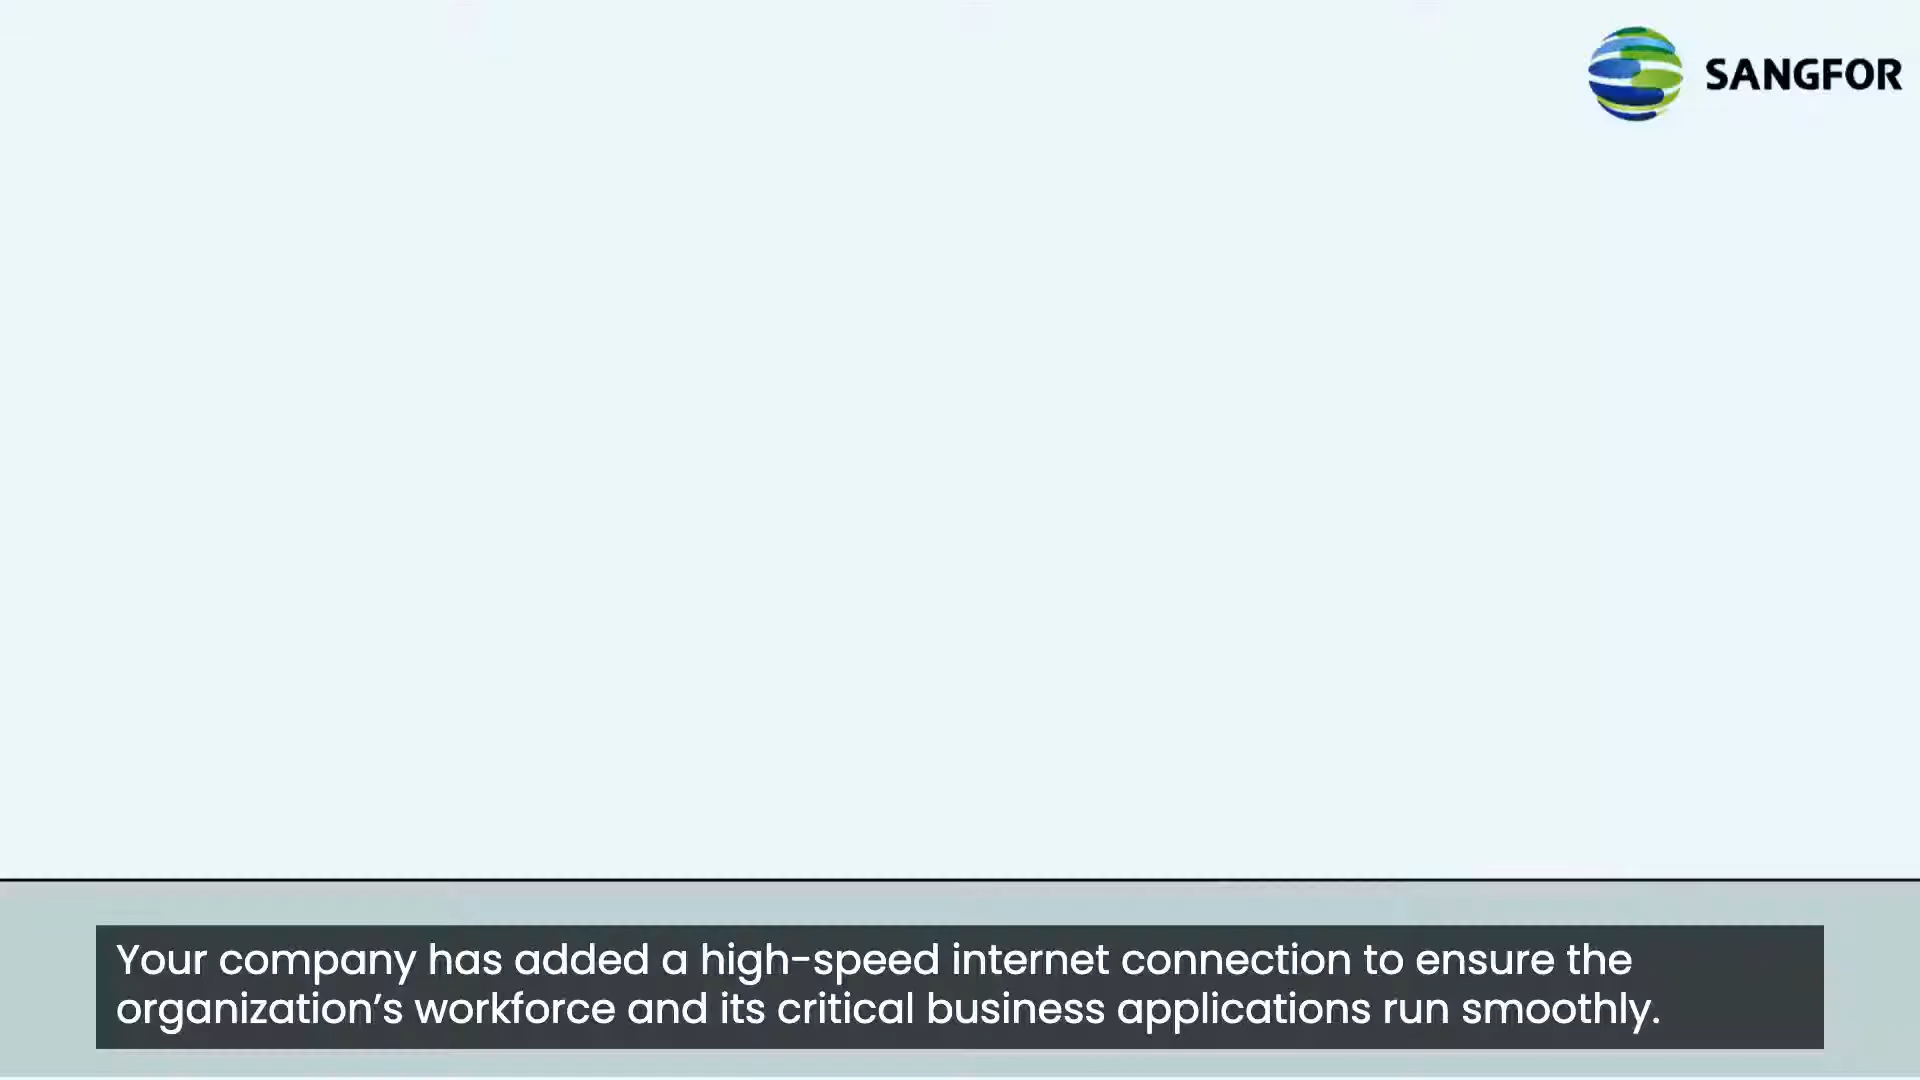 SANGFOR
Your company has added a high-speed internet connection to ensure the
organization’s workforce and its critical business applications run smoothly.